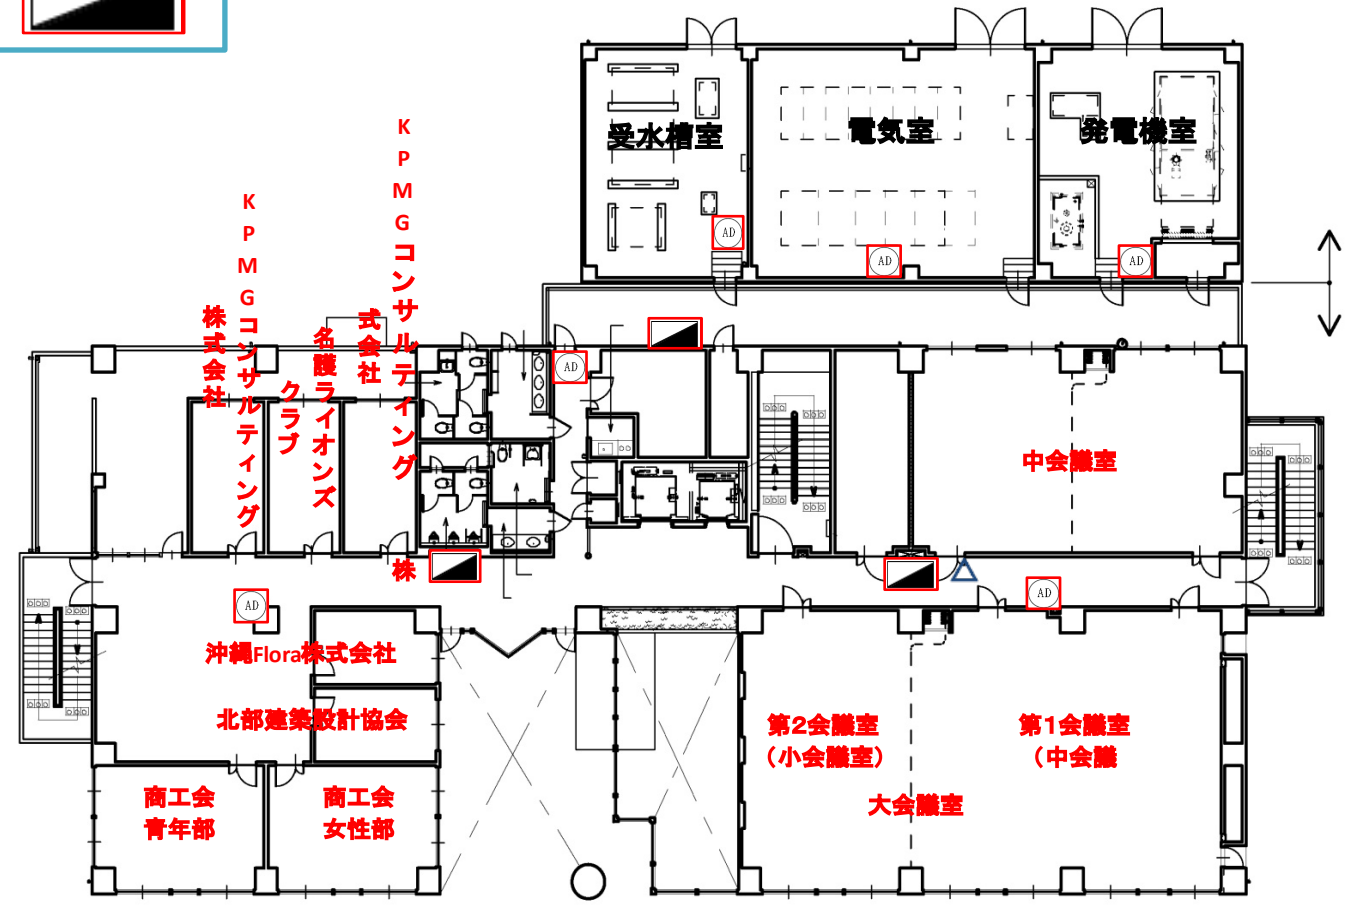 受水槽室
電気室
発電機室
AD
AD
AD
KPMGコンサルティング
株式会社
名護ライオンズ
クラブ
KPMGコンサルティング
株
式会社
AD
中会議室
AD
AD
沖縄Flora株式会社
北部建築設計協会
第2会議室
（小会議室）
第1会議室
（中会議
大会議室
商工会
青年部
商工会
女性部